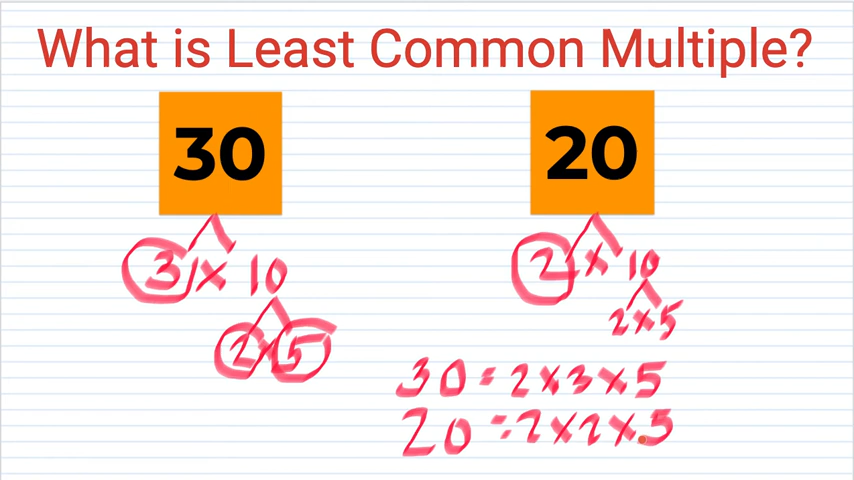 What is Least Common Multiple?
30 20
3 x 10 2 x 10
2 x 5 2 x 5
30 = 2 x 3 x 5
20 = 2 x 2 x 5